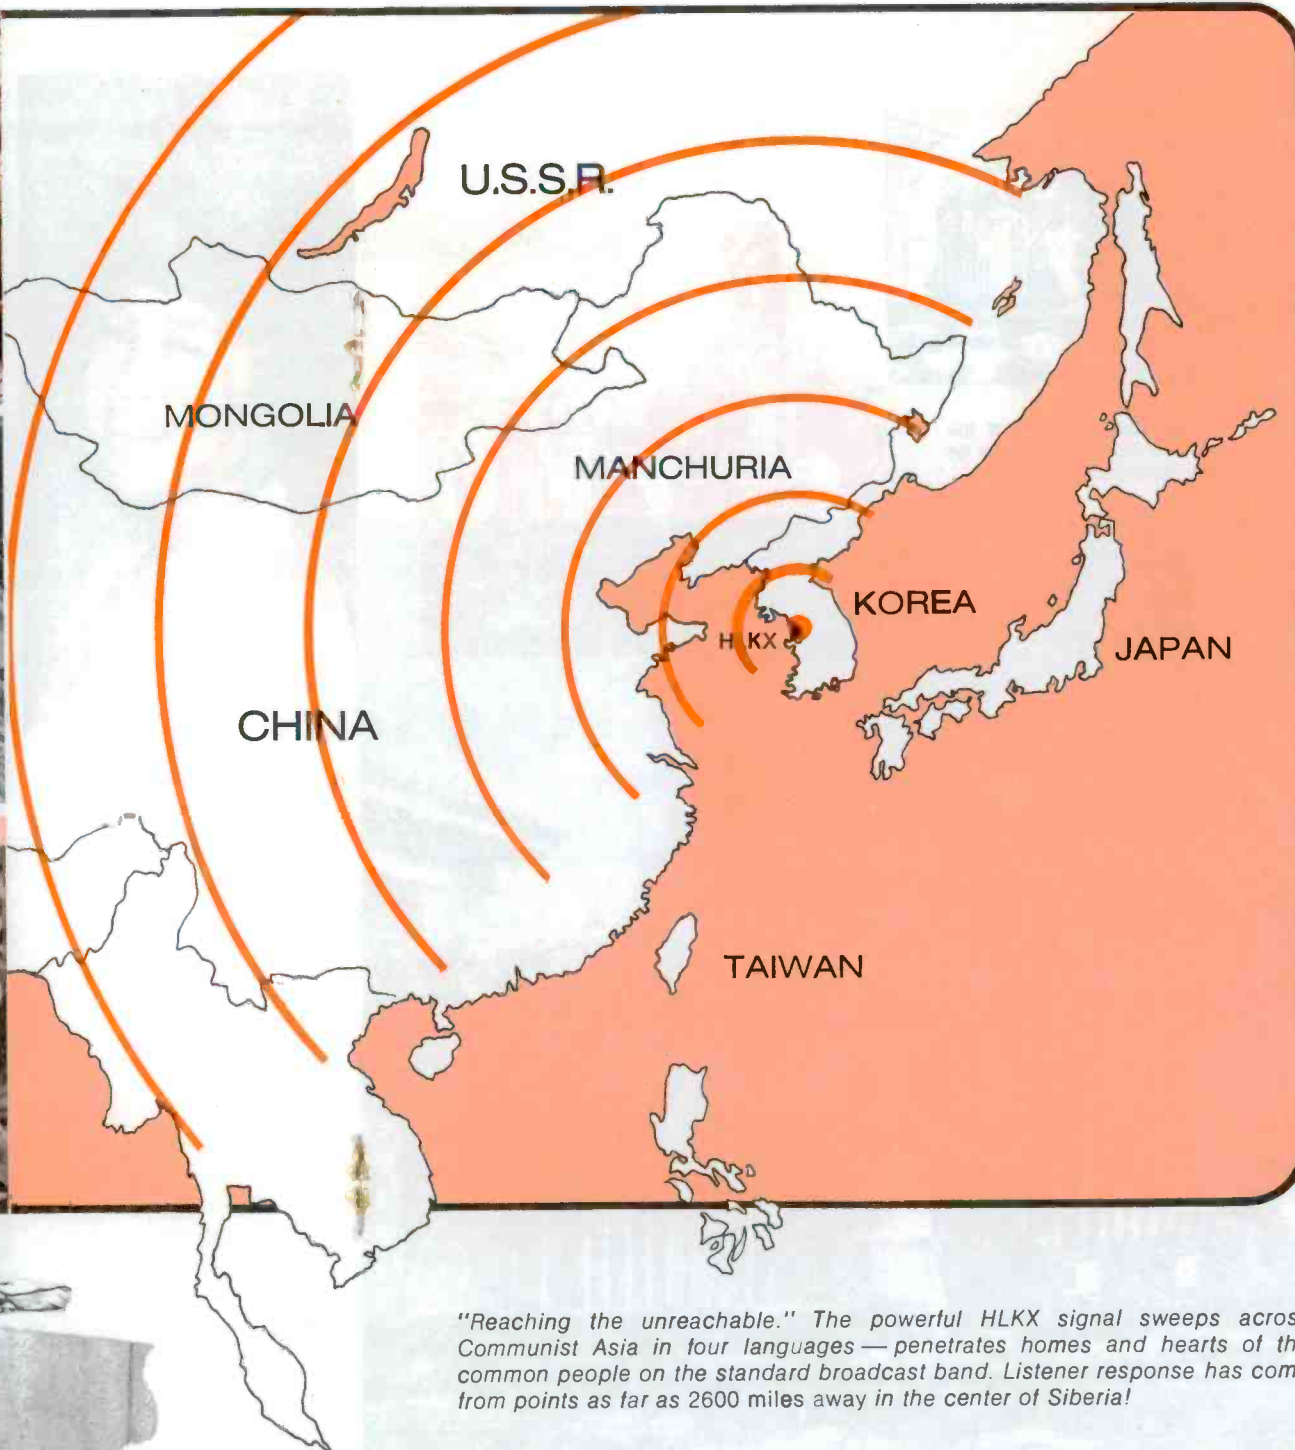 U.S.S.R.
MONGOLIA
MANCHURIA
KOREA
HLKX
JAPAN
CHINA
TAIWAN
"Reaching the unreachable." The powerful HLKX signal sweeps acros
Communist Asia in four languages — penetrates homes and hearts of th
common people on the standard broadcast band. Listener response has com
from points as far as 2600 miles away in the center of Siberia!